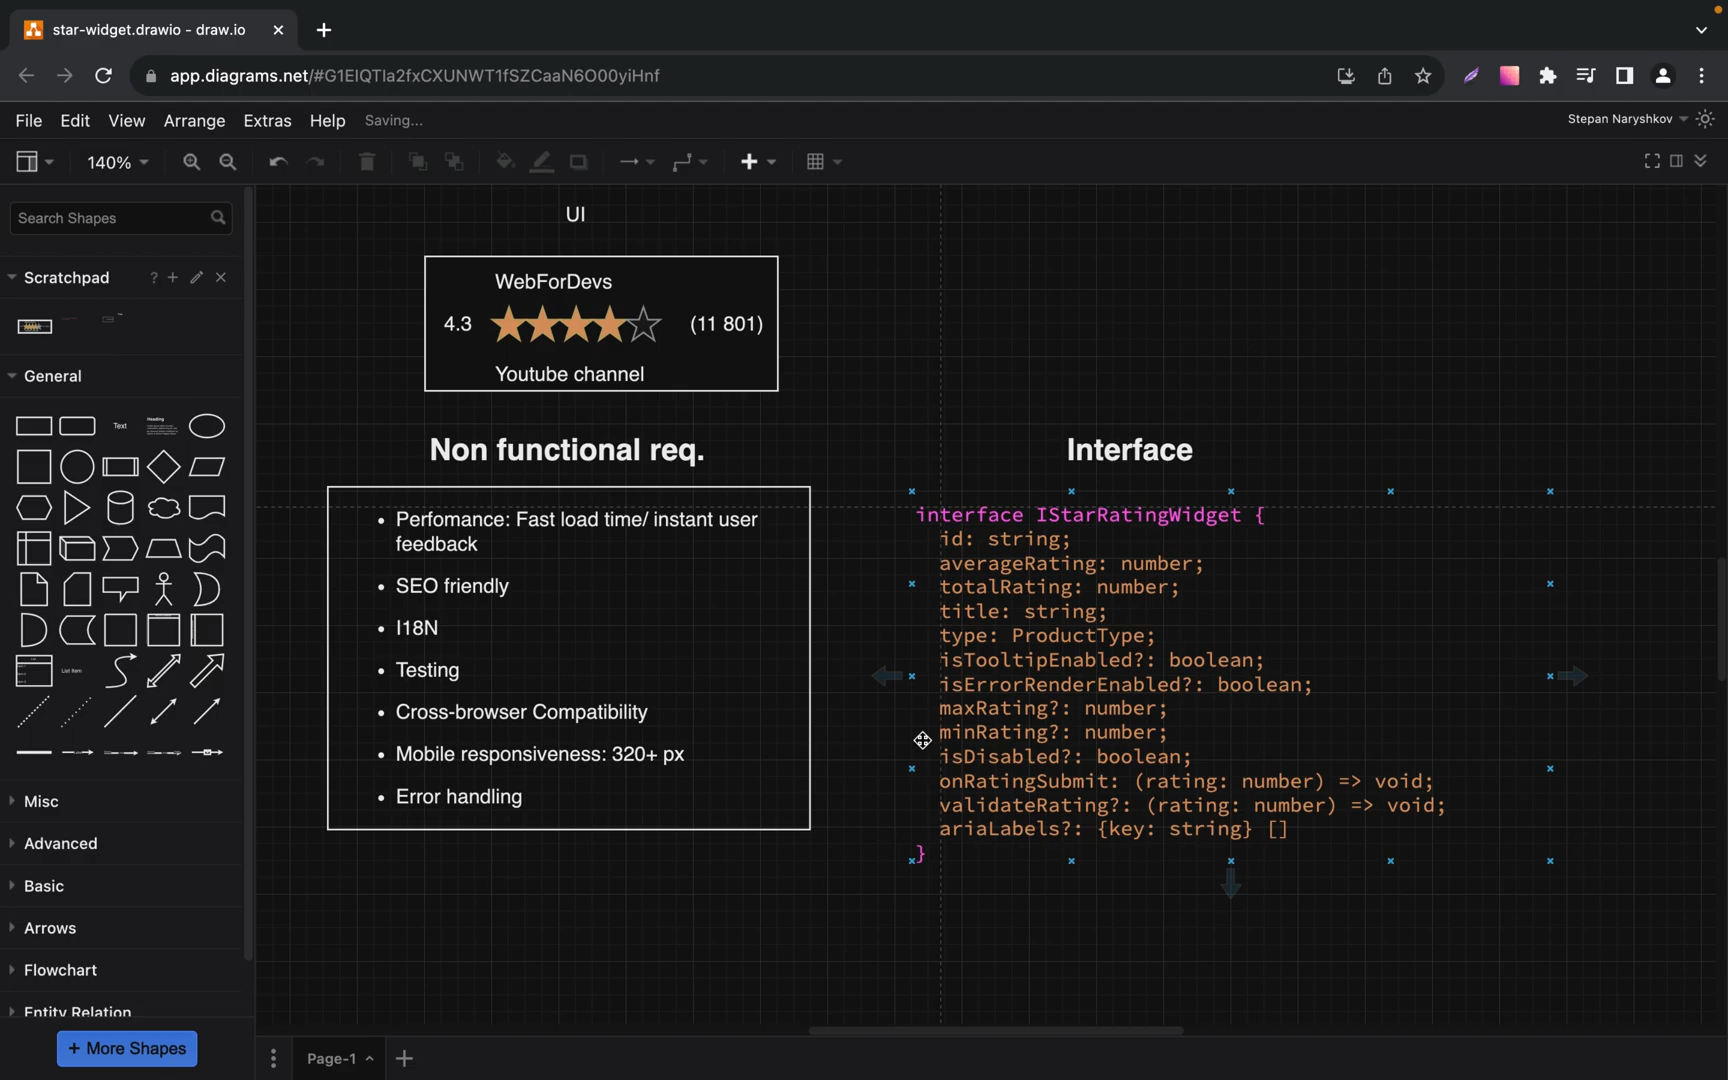 star-widget.drawio - draw.io
app.diagrams.net/#G1EIQTIa2fxCXUNWT1fSZCaaN6O00yiHnf
File Edit View Arrange Extras Help Saving...
Stepan Naryshkov
140%
Search Shapes
Scratchpad
?
General
Text
Heading
List Item
Misc
Advanced
Basic
Arrows
Flowchart
Entity Relation
+ More Shapes
UI
WebForDevs
4.3 (11 801)
Youtube channel
Non functional req.
• Perfomance: Fast load time/ instant user
feedback
• SEO friendly
• I18N
• Testing
• Cross-browser Compatibility
• Mobile responsiveness: 320+ px
• Error handling
Interface
interface IStarRatingWidget {
id: string;
averageRating: number;
totalRating: number;
title: string;
type: ProductType;
isTooltipEnabled?: boolean;
isErrorRenderEnabled?: boolean;
maxRating?: number;
minRating?: number;
isDisabled?: boolean;
onRatingSubmit: (rating: number) => void;
validateRating?: (rating: number) => void;
ariaLabels?: {key: string} []
}
Page-1